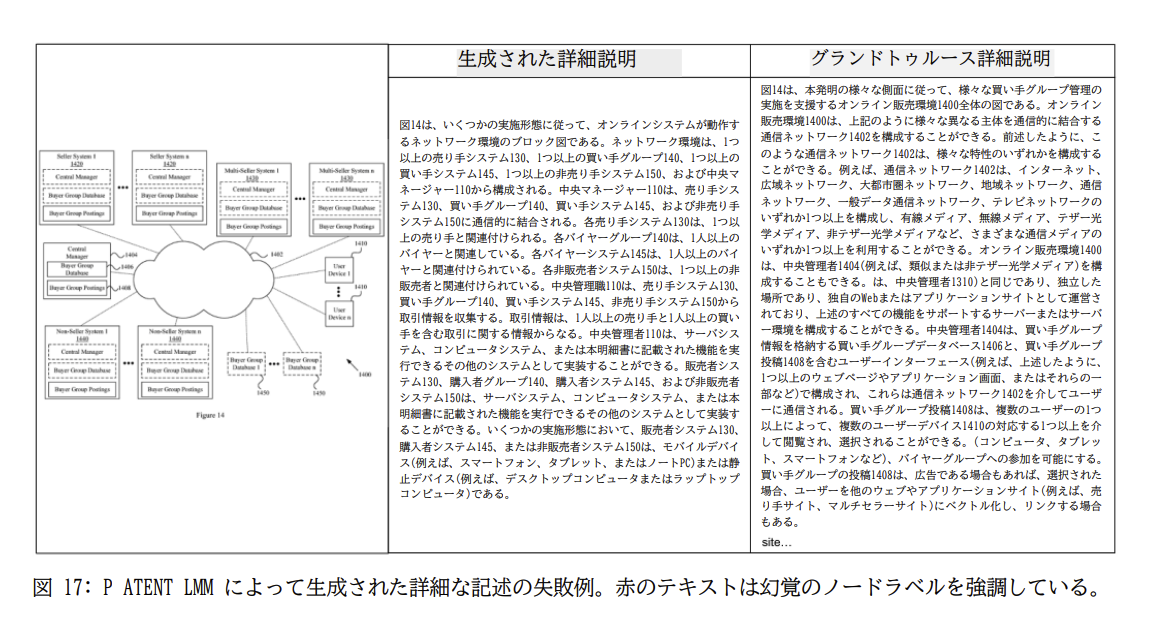 Seller System 1
1420
Central Manager
Buyer Group Database
Buyer Group Postings
Seller System n
1420
Central Manager
Buyer Group Database
Buyer Group Postings
Multi-Seller System 1
1430
Central Manager
Buyer Group Database
Buyer Group Postings
Multi-Seller System n
Central Manager
Buyer Group Database
Buyer Group Postings
Central
Manager
1404
Buyer Group
Database
1406
Buyer Group Postings
1408
1402
1410
User
Device 1
1410
User
Device n
Non-Seller System 1
1440
Central Manager
Buyer Group Database
Buyer Group Postings
Non-Seller System n
1440
Central Manager
Buyer Group Database
Buyer Group Postings
Buyer Group
Database 1
1450
Buyer Group
Database n
1450
1400
Figure 14
生成された詳細説明
図14は、いくつかの実施形態に従って、オンラインシステムが動作す
るネットワーク環境のブロック図である。ネットワーク環境は、1つ
以上の売り手システム130、1つ以上の買い手グループ140、1つ以上の
買い手システム145、1つ以上の非売り手システム150、および中央マ
ネージャー110から構成される。中央マネージャー110は、売り手シス
テム130、買い手グループ140、買い手システム145、および非売り手
システム150に通信的に結合される。各売り手システム130は、1つ以
上の売り手と関連付けられる。各バイヤーグループ140は、1人以上の
バイヤーと関連している。各バイヤーシステム145は、1人以上のバイ
ヤーと関連付けられている。各非販売者システム150は、1つ以上の非
販売者と関連付けられている。中央管理職110は、売り手システム130、
買い手グループ140、買い手システム145、非売り手システム150から
取引情報を収集する。取引情報は、1人以上の売り手と1人以上の買い
手を含む取引に関する情報からなる。中央管理者110は、サーバシス
テム、コンピュータシステム、または本明細書に記載された機能を実
行できるその他のシステムとして実装することができる。販売者シス
テム130、購入者グループ140、購入者システム145、および非販売者
システム150は、サーバシステム、コンピュータシステム、または本
明細書に記載された機能を実行できるその他のシステムとして実装す
ることができる。いくつかの実施形態において、販売者システム130、
購入者システム145、または非販売者システム150は、モバイルデバイ
ス(例えば、スマートフォン、タブレット、またはノートPC)または静
止デバイス(例えば、デスクトップコンピュータまたはラップトップ
コンピュータ)である。
グランドトゥルース詳細説明
図14は、本発明の様々な側面に従って、様々な買い手グループ管理の
実施を支援するオンライン販売環境1400全体の図である。オンライン
販売環境1400は、上記のように様々な異なる主体を通信的に結合する
通信ネットワーク1402を構成することができる。前述したように、こ
のような通信ネットワーク1402は、様々な特性のいずれかを構成する
ことができる。例えば、通信ネットワーク1402は、インターネット、
広域ネットワーク、大都市圏ネットワーク、地域ネットワーク、通信
ネットワーク、一般データ通信ネットワーク、テレビネットワークの
いずれか1つ以上を構成し、有線メディア、無線メディア、テザー光
学メディア、非テザー光学メディアなど、さまざまな通信メディアの
いずれか1つ以上を利用することができる。オンライン販売環境1400
は、中央管理者1404(例えば、類似または非テザー光学メディア)を構
成することもできる。は、中央管理者1310)と同じであり、独立した
場所であり、独自のWebまたはアプリケーションサイトとして運営され
ており、上述のすべての機能をサポートするサーバーまたはサーバ
ー環境を構成することができる。中央管理者1404は、買い手グループ
情報を格納する買い手グループデータベース1406と、買い手グループ
投稿1408を含むユーザーインターフェース(例えば、上述したように、
1つ以上のウェブページやアプリケーション画面、またはそれらの一
部など)で構成され、これらは通信ネットワーク1402を介してユーザ
ーに通信される。買い手グループ投稿1408は、複数のユーザーの1つ
以上によって、複数のユーザーデバイス1410の対応する1つ以上を介
して閲覧され、選択されることができる。(コンピュータ、タブレッ
ト、スマートフォンなど)、バイヤーグループへの参加を可能にする。
買い手グループの投稿1408は、広告である場合もあれば、選択された
場合、ユーザーを他のウェブやアプリケーションサイト(例えば、売
り手サイト、マルチセラーサイト)にベクトル化し、リンクする場合
もある。
site…
図 17: P ATENT LMM によって生成された詳細な記述の失敗例。赤のテキストは幻覚のノードラベルを強調している。